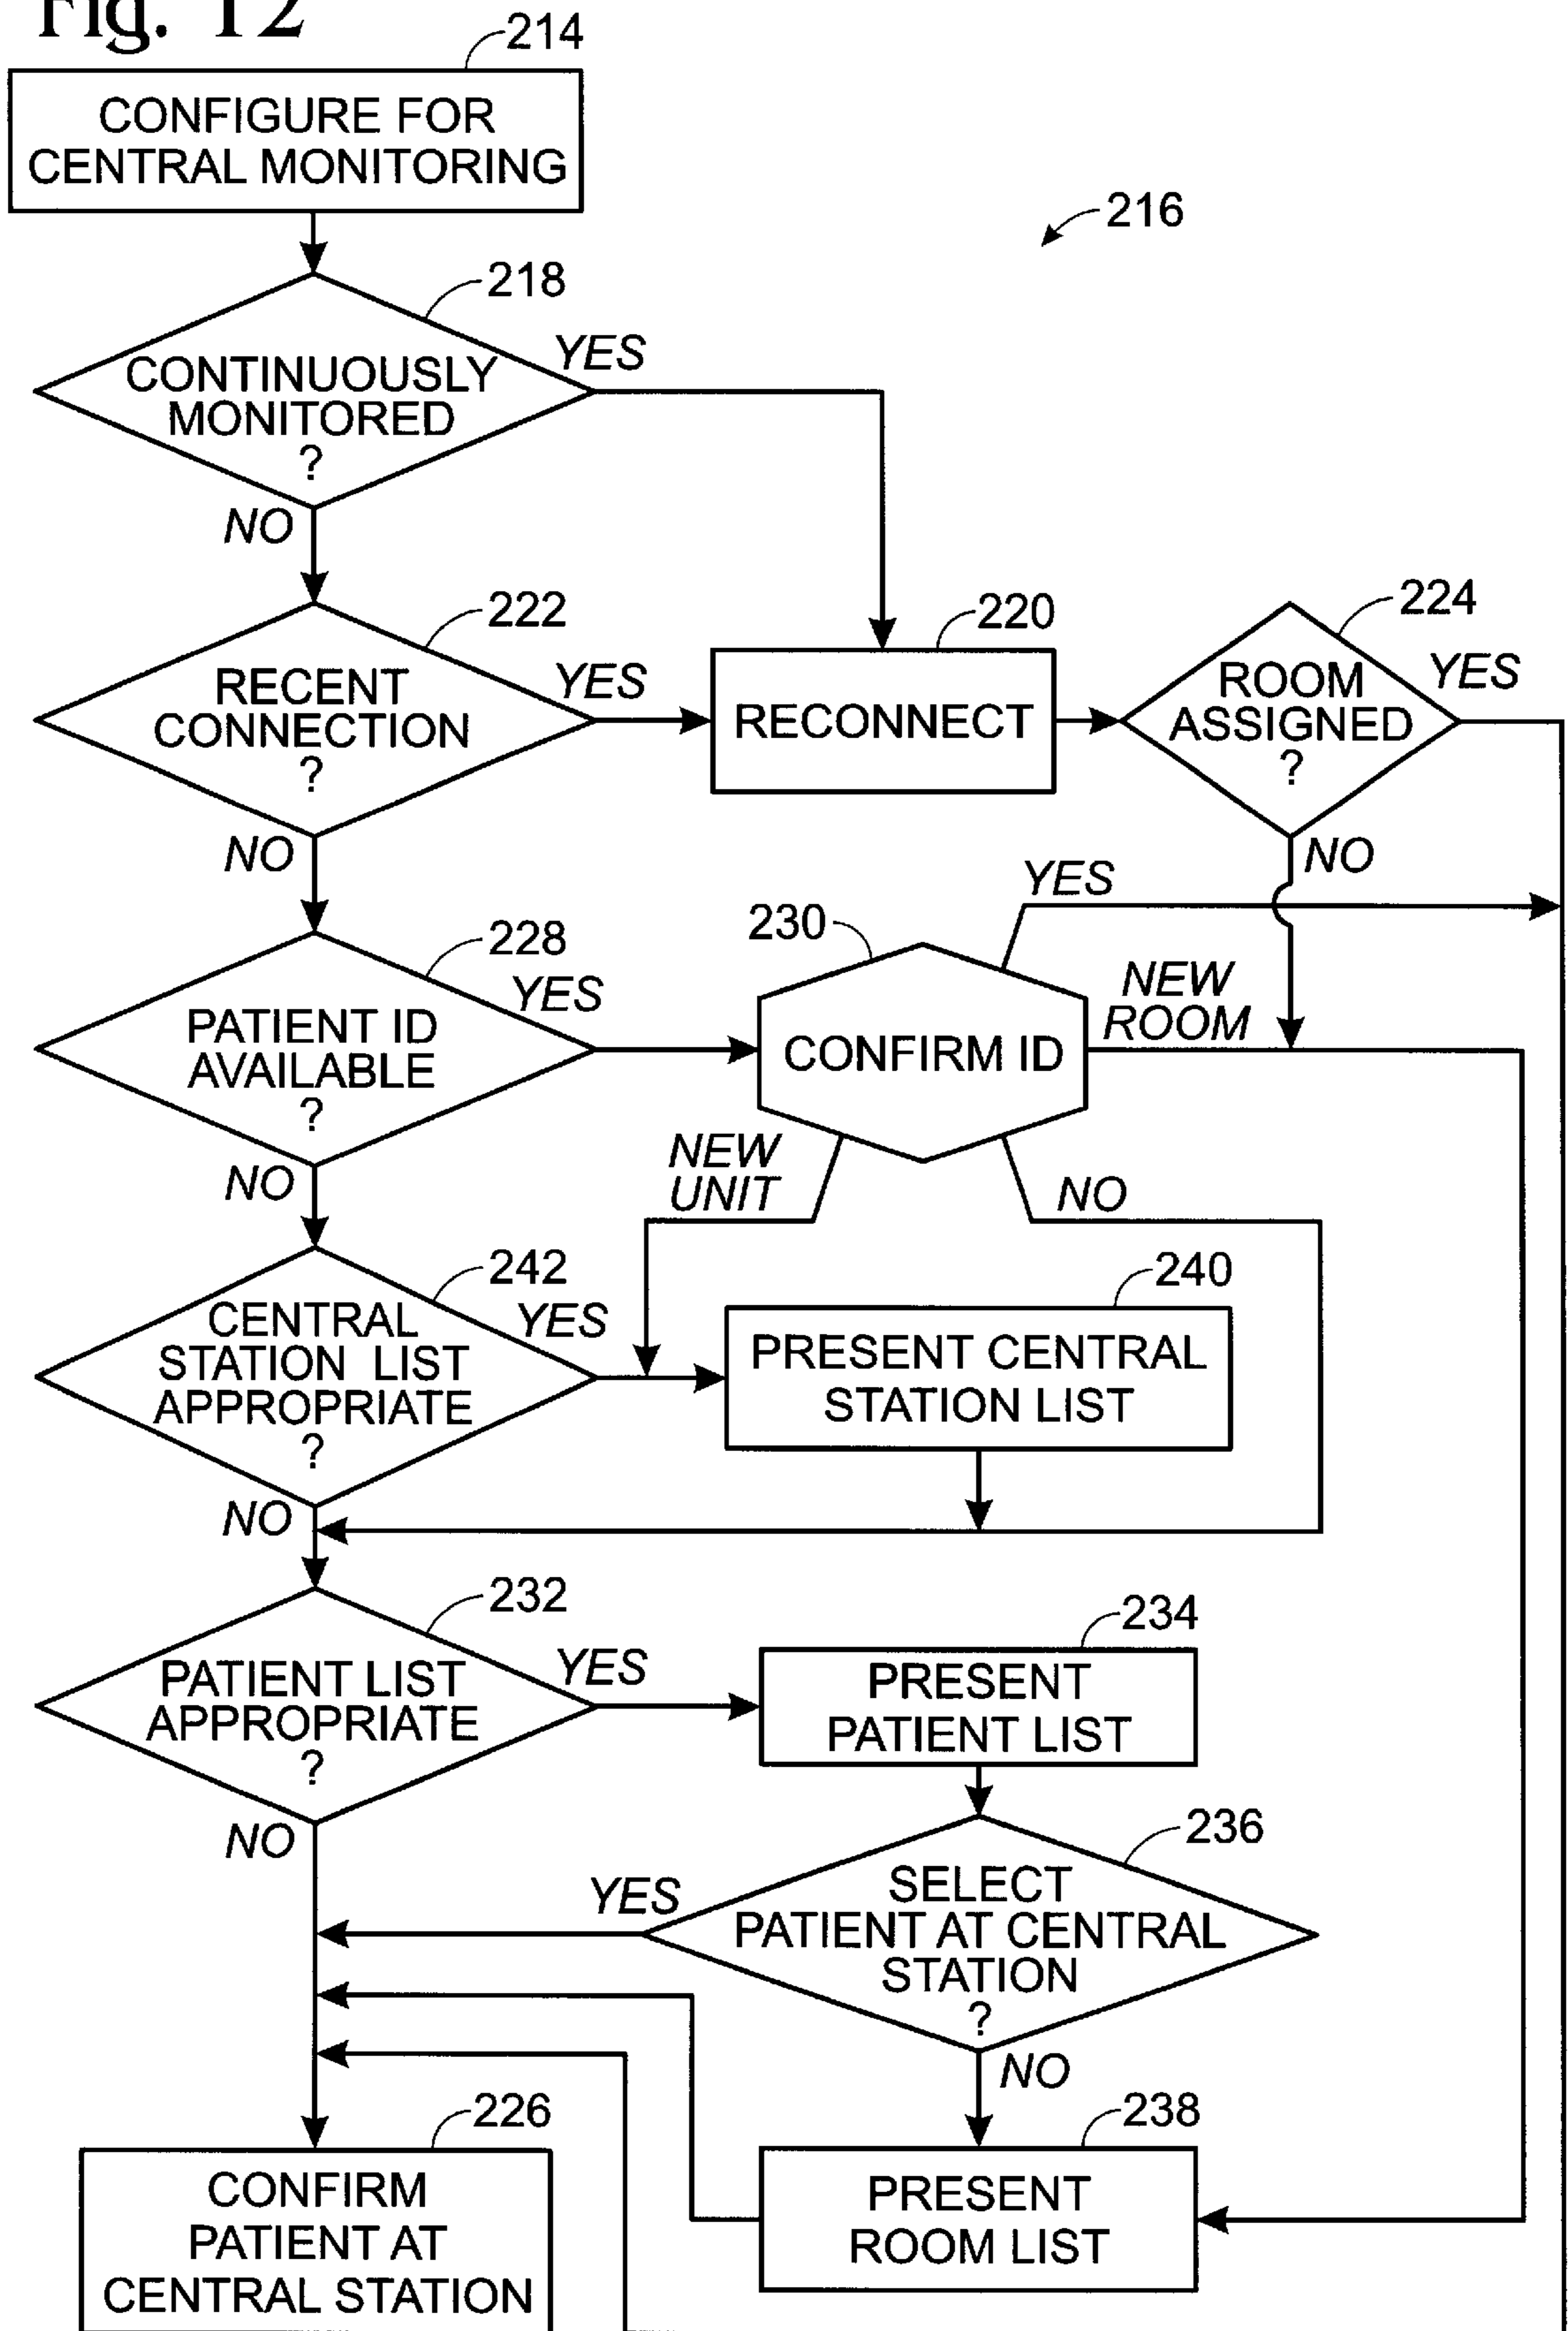 Fig. 12
214
CONFIGURE FOR
CENTRAL MONITORING
216
218
CONTINUOUSLY
MONITORED
?
YES
NO
222
RECENT
CONNECTION
?
YES
NO
220
RECONNECT
224
ROOM
ASSIGNED
?
YES
NO
228
PATIENT ID
AVAILABLE
?
YES
NO
230
CONFIRM ID
YES
NEW
ROOM
NEW
UNIT
NO
242
CENTRAL
STATION LIST
APPROPRIATE
?
YES
NO
240
PRESENT CENTRAL
STATION LIST
232
PATIENT LIST
APPROPRIATE
?
YES
NO
234
PRESENT
PATIENT LIST
236
SELECT
PATIENT AT CENTRAL
STATION
?
YES
NO
226
CONFIRM
PATIENT AT
CENTRAL STATION
238
PRESENT
ROOM LIST